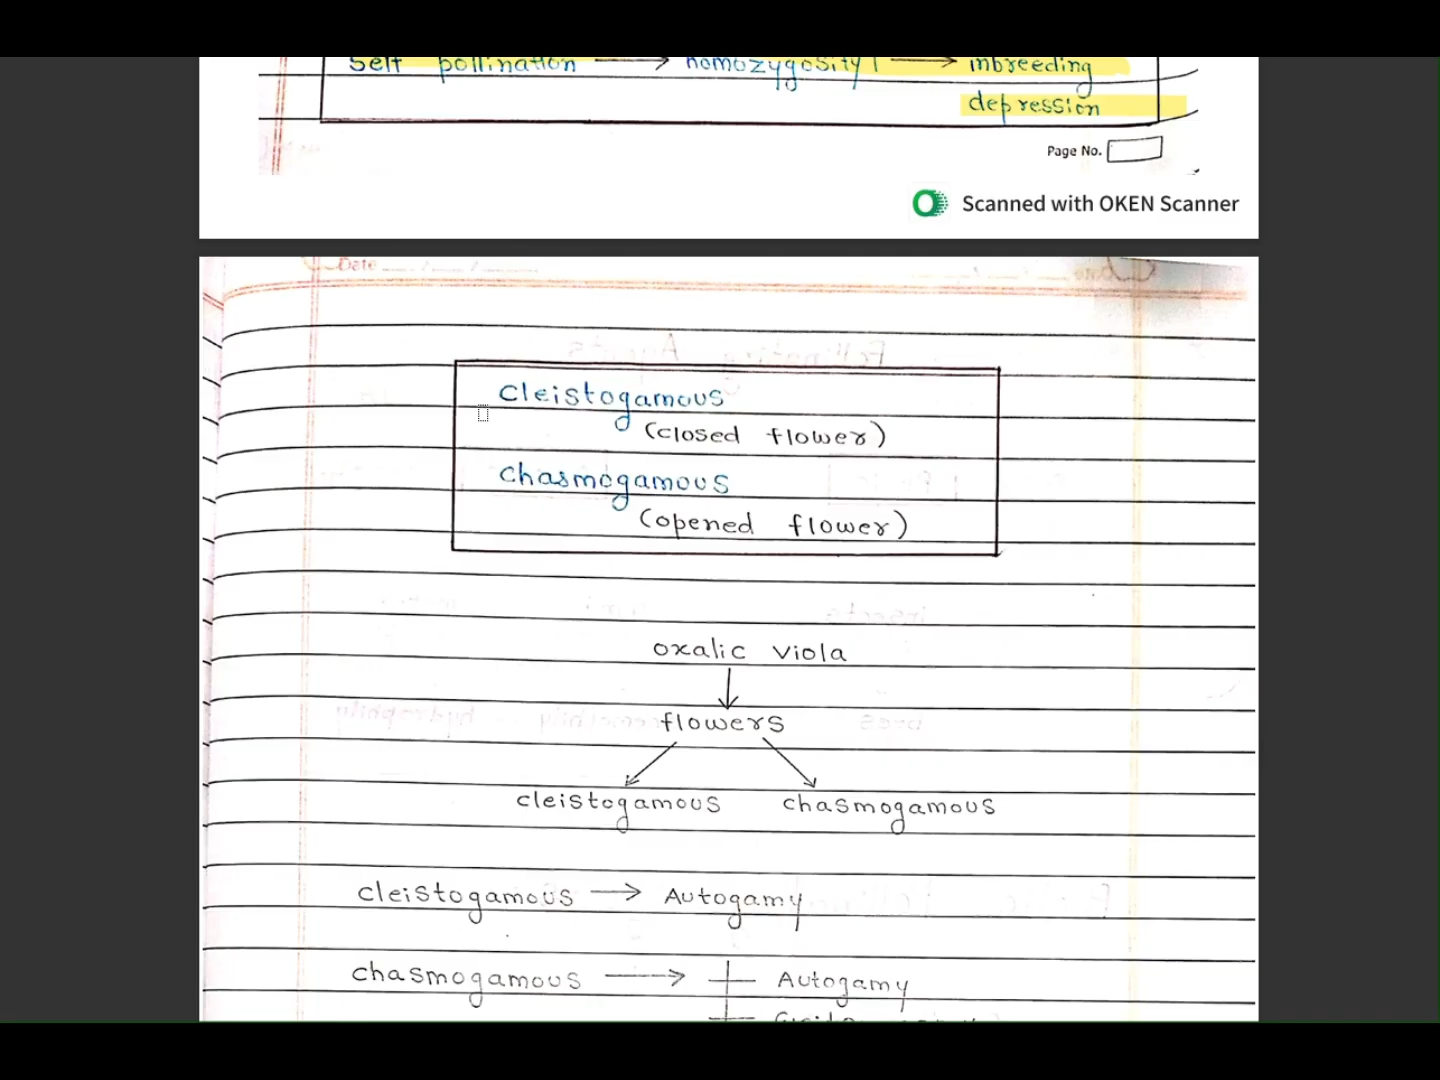 Self pollination → homozygosity ↑ → inbreeding
depression
Page No.
Scanned with OKEN Scanner
Date
cleistogamous
(closed flower)
chasmogamous
(opened flower)
oxalic viola
↓
flowers
cleistogamous chasmogamous
cleistogamous → Autogamy
chasmogamous → Autogamy